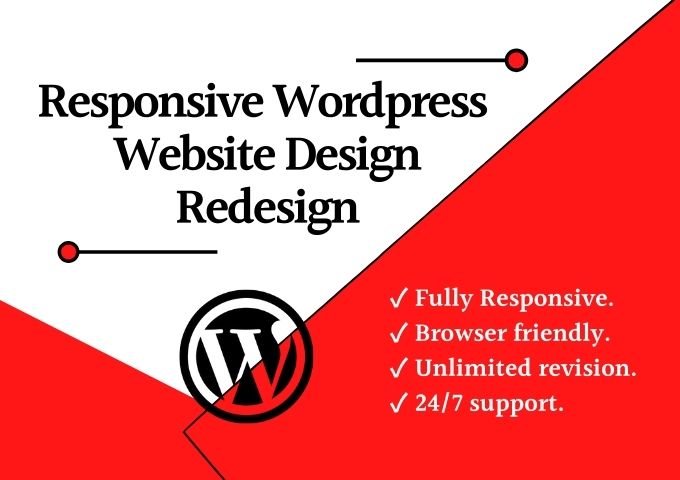 Responsive Wordpress
Website Design
Redesign
W
✓ Fully Responsive.
✓ Browser friendly.
✓ Unlimited revision.
✓ 24/7 support.